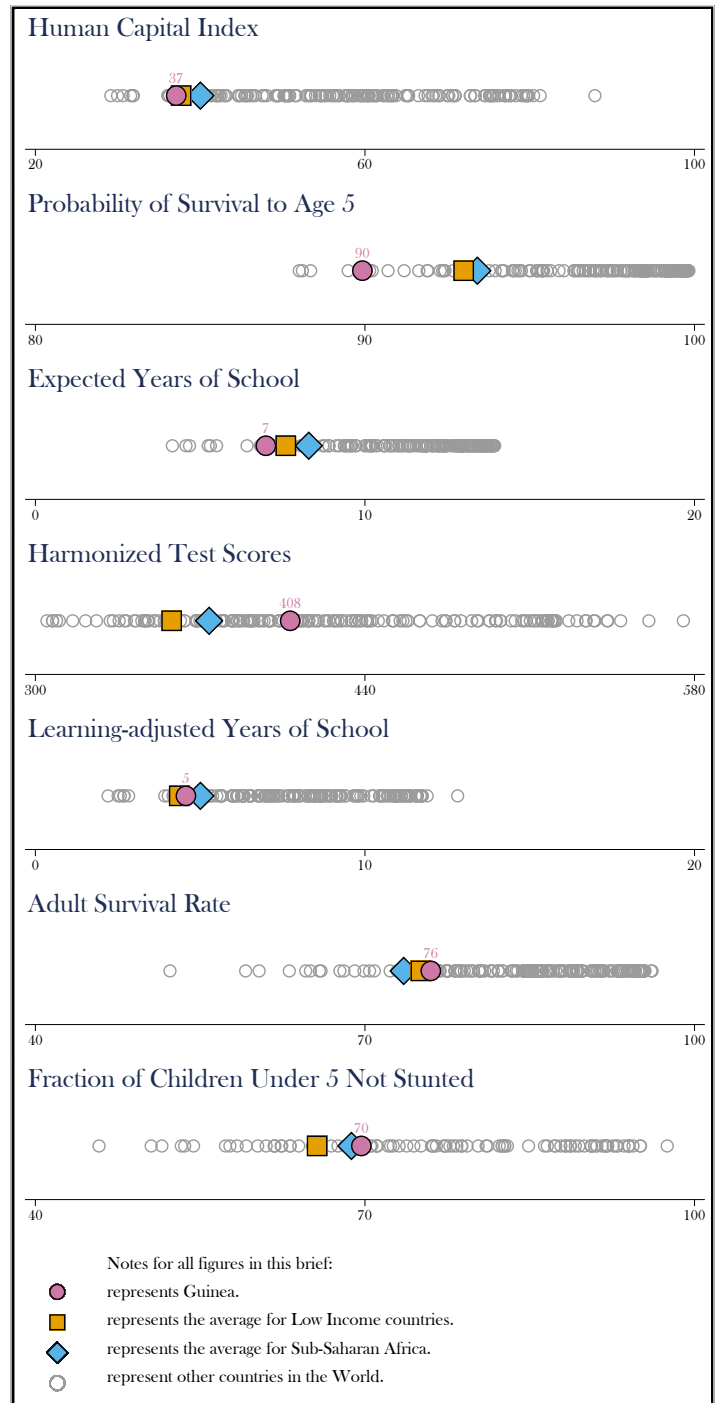 Human Capital Index
37
20 60 100
Probability of Survival to Age 5
90
80 90 100
Expected Years of School
7
0 10 20
Harmonized Test Scores
408
300 440 580
Learning-adjusted Years of School
5
0 10 20
Adult Survival Rate
76
40 70 100
Fraction of Children Under 5 Not Stunted
70
40 70 100
Notes for all figures in this brief:
represents Guinea.
represents the average for Low Income countries.
represents the average for Sub-Saharan Africa.
represent other countries in the World.